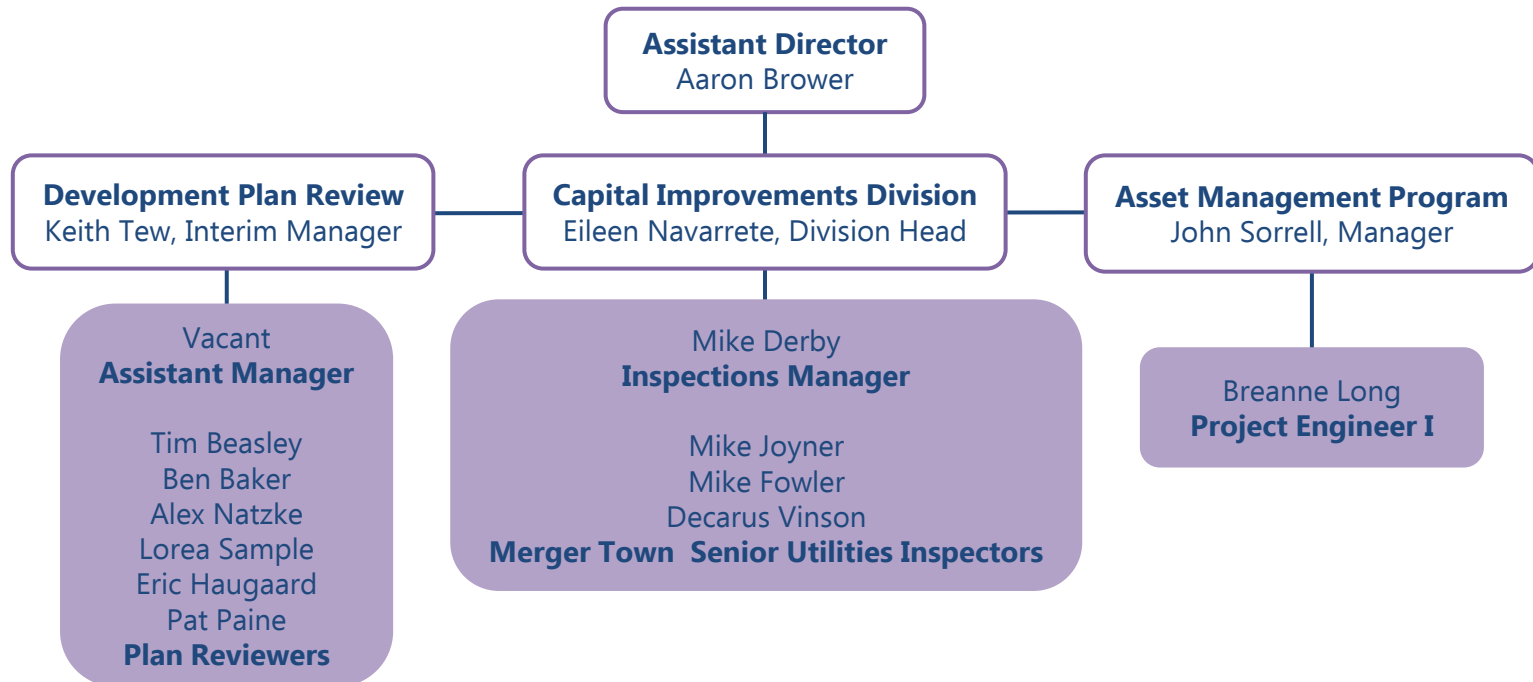 Assistant Director
Aaron Brower
Development Plan Review
Keith Tew, Interim Manager
Capital Improvements Division
Eileen Navarrete, Division Head
Asset Management Program
John Sorrell, Manager
Vacant
Assistant Manager
Tim Beasley
Ben Baker
Alex Natzke
Lorea Sample
Eric Haugaard
Pat Paine
Plan Reviewers
Mike Derby
Inspections Manager
Mike Joyner
Mike Fowler
Decarus Vinson
Merger Town  Senior Utilities Inspectors
Breanne Long
Project Engineer I